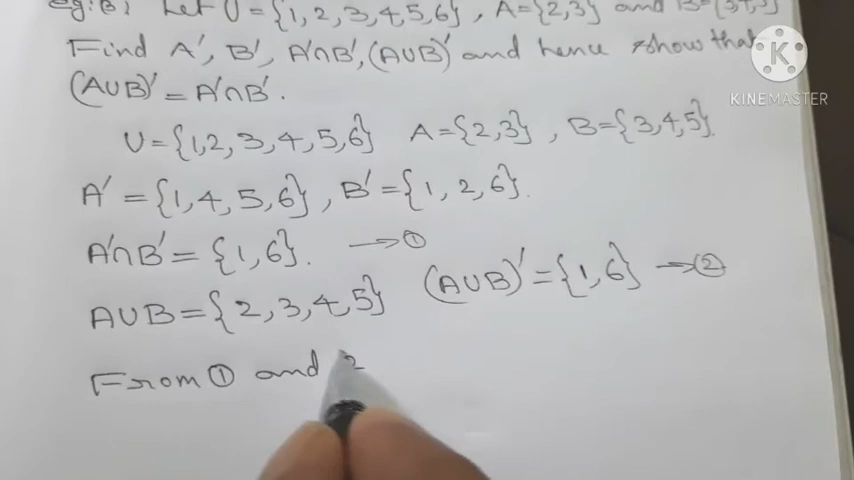 Let U = {1, 2, 3, 4, 5, 6}, A = {2, 3} and B =
Find A′, B′, A′∩B′, (A∪B)′ and hence show that
(A∪B)′ = A′∩B′.
U = {1, 2, 3, 4, 5, 6} A = {2, 3}, B = {3, 4, 5}.
A′ = {1, 4, 5, 6}, B′ = {1, 2, 6}.
A′∩B′ = {1, 6}. → ①
A∪B = {2, 3, 4, 5} (A∪B)′ = {1, 6} → ②
From ① and 2
K
KINEMASTER